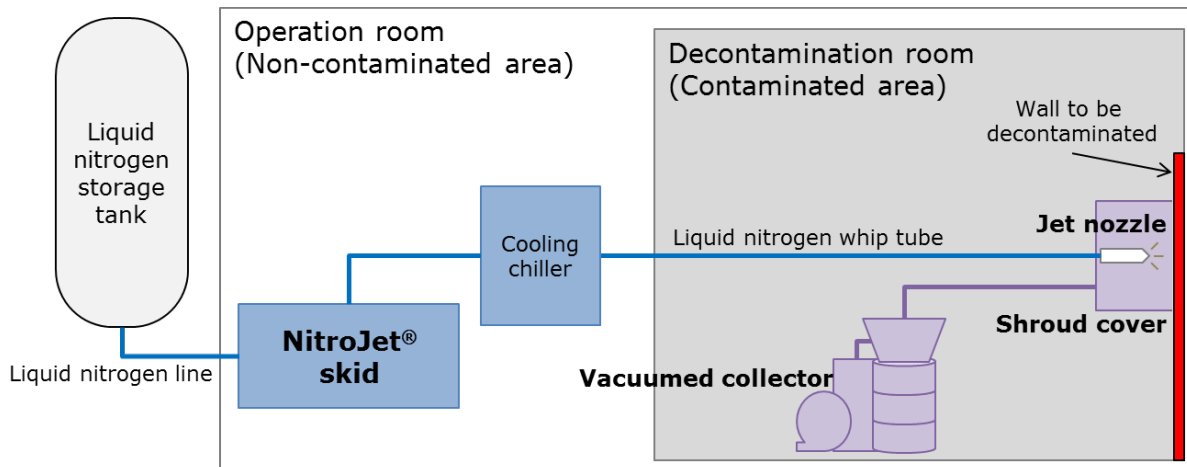 Operation room
(Non-contaminated area)
Decontamination room
(Contaminated area)
Wall to be
decontaminated
Liquid
nitrogen
storage
tank
Cooling
chiller
Liquid nitrogen whip tube
Jet nozzle
Shroud cover
NitroJet®
skid
Liquid nitrogen line
Vacuumed collector